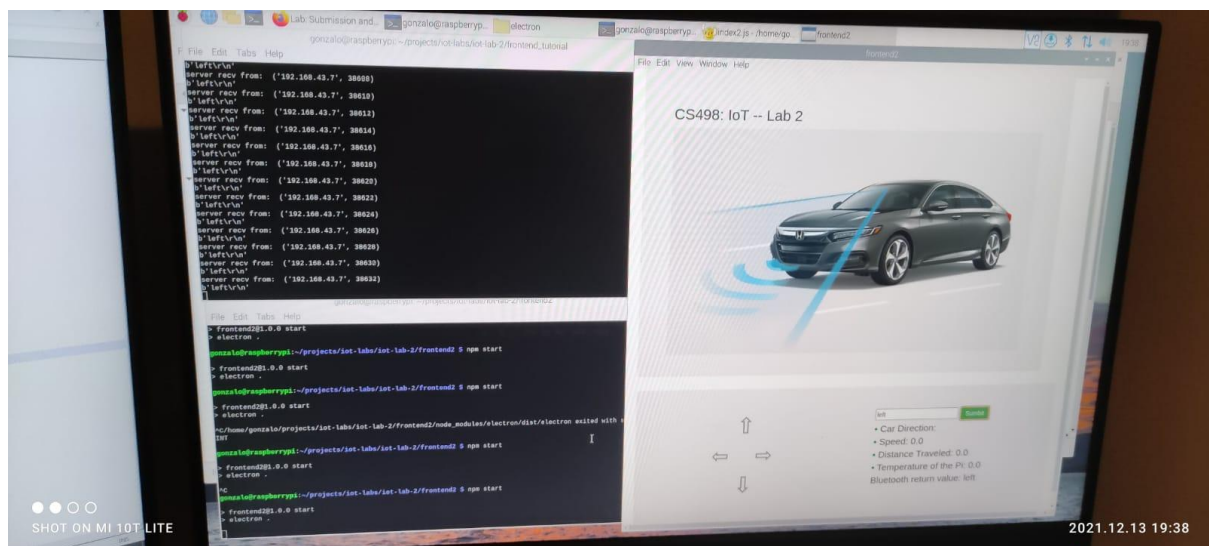 Lab: Submission and..
gonzalo@raspberryp..
electron
gonzalo@raspberryp..
index2.js - /home/go..
frontend2
19:38
gonzalo@raspberrypi: ~/projects/iot-labs/iot-lab-2/frontend_tutorial
File Edit Tabs Help
b'left\r\n'
server recv from: ('192.168.43.7', 38608)
b'left\r\n'
server recv from: ('192.168.43.7', 38610)
b'left\r\n'
server recv from: ('192.168.43.7', 38612)
b'left\r\n'
server recv from: ('192.168.43.7', 38614)
b'left\r\n'
server recv from: ('192.168.43.7', 38616)
b'left\r\n'
server recv from: ('192.168.43.7', 38618)
b'left\r\n'
server recv from: ('192.168.43.7', 38620)
b'left\r\n'
server recv from: ('192.168.43.7', 38622)
b'left\r\n'
server recv from: ('192.168.43.7', 38624)
b'left\r\n'
server recv from: ('192.168.43.7', 38626)
b'left\r\n'
server recv from: ('192.168.43.7', 38628)
b'left\r\n'
server recv from: ('192.168.43.7', 38630)
b'left\r\n'
server recv from: ('192.168.43.7', 38632)
b'left\r\n'
gonzalo@raspberrypi: ~/projects/iot-labs/iot-lab-2/frontend2
File Edit Tabs Help
> frontend2@1.0.0 start
> electron .
gonzalo@raspberrypi:~/projects/iot-labs/iot-lab-2/frontend2 $ npm start
> frontend2@1.0.0 start
> electron .
gonzalo@raspberrypi:~/projects/iot-labs/iot-lab-2/frontend2 $ npm start
> frontend2@1.0.0 start
> electron .
^C/home/gonzalo/projects/iot-labs/iot-lab-2/frontend2/node_modules/electron/dist/electron exited with s
INT
gonzalo@raspberrypi:~/projects/iot-labs/iot-lab-2/frontend2 $ npm start
> frontend2@1.0.0 start
> electron .
^C
gonzalo@raspberrypi:~/projects/iot-labs/iot-lab-2/frontend2 $ npm start
> frontend2@1.0.0 start
> electron .
frontend2
File Edit View Window Help
CS498: IoT -- Lab 2
left
Submit
• Car Direction:
• Speed: 0.0
• Distance Traveled: 0.0
• Temperature of the Pi: 0.0
Bluetooth return value: left
SHOT ON MI 10T LITE
2021.12.13 19:38